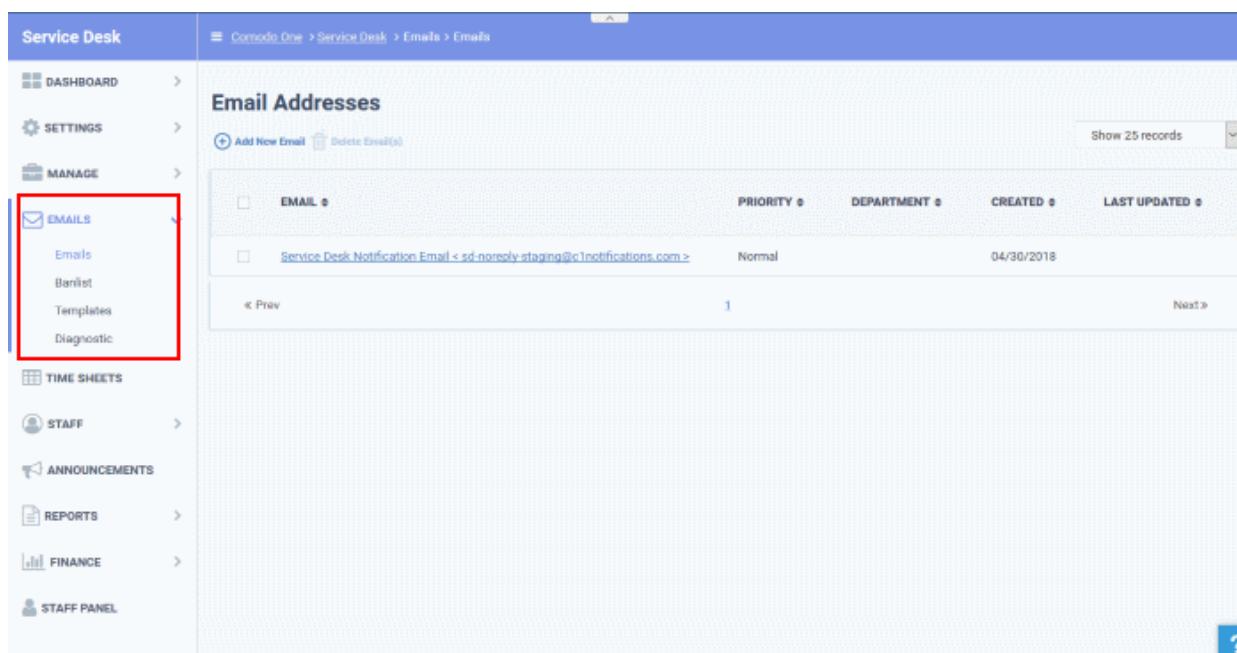 Service Desk
≡ Comodo One > Service Desk > Emails > Emails
DASHBOARD >
SETTINGS >
MANAGE >
EMAILS
Emails
Banlist
Templates
Diagnostic
TIME SHEETS
STAFF >
ANNOUNCEMENTS
REPORTS >
FINANCE >
STAFF PANEL
Email Addresses
Add New Email Delete Email(s)
Show 25 records
EMAIL PRIORITY DEPARTMENT CREATED LAST UPDATED
Service Desk Notification Email < sd-noreply-staging@c1notifications.com > Normal 04/30/2018
« Prev 1 Next »
?